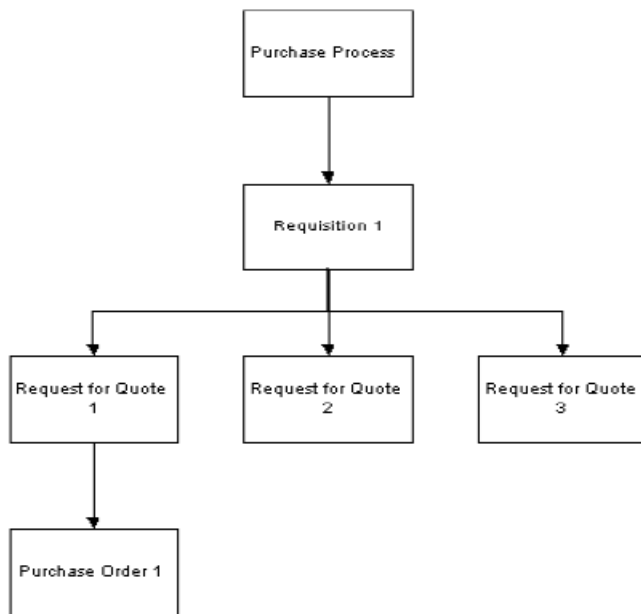 Purchase Process
Requisition 1
Request for Quote
1
Request for Quote
2
Request for Quote
3
Purchase Order 1